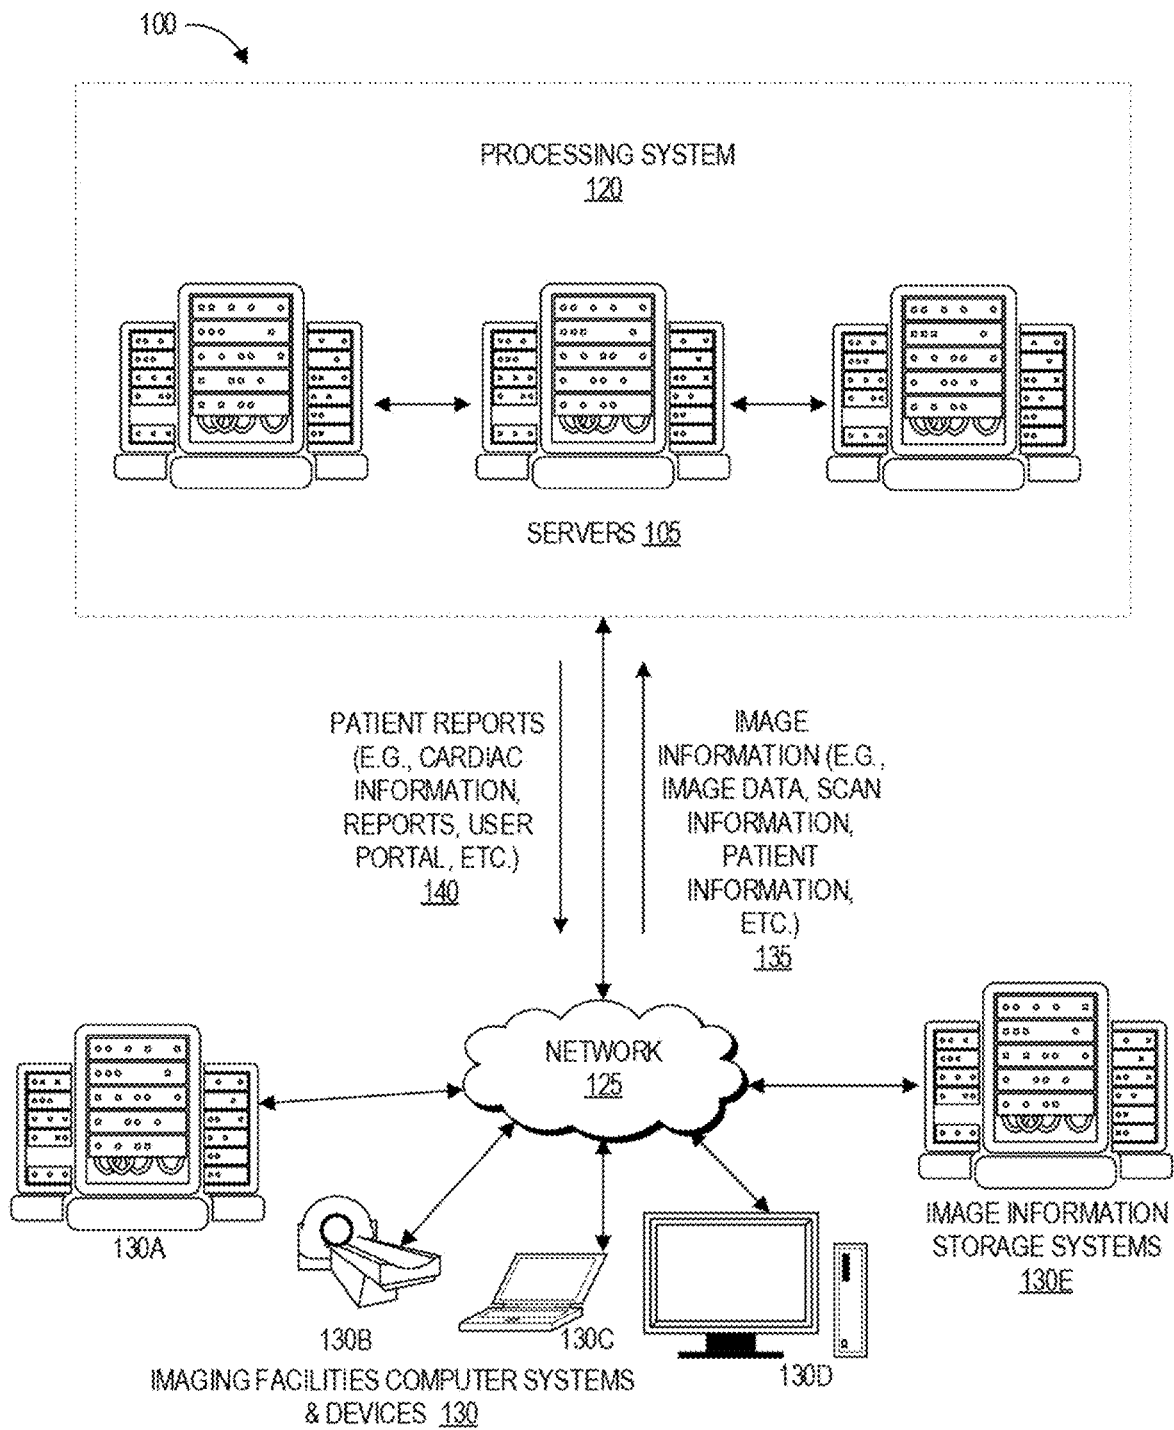 100
PROCESSING SYSTEM
120
SERVERS 105
PATIENT REPORTS
(E.G., CARDIAC
INFORMATION,
REPORTS, USER
PORTAL, ETC.)
140
IMAGE
INFORMATION (E.G.,
IMAGE DATA, SCAN
INFORMATION,
PATIENT
INFORMATION,
ETC.)
135
NETWORK
125
130A
130B
130C
130D
IMAGE INFORMATION
STORAGE SYSTEMS
130E
IMAGING FACILITIES COMPUTER SYSTEMS
& DEVICES 130